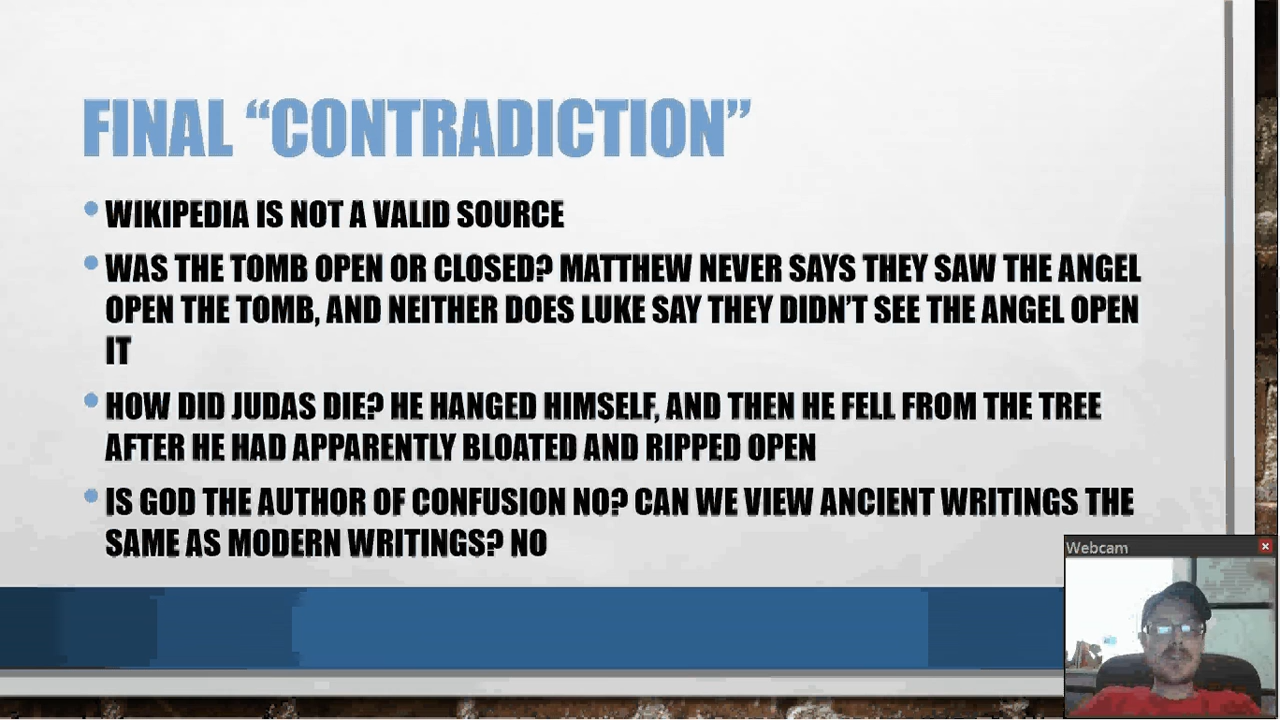 FINAL “CONTRADICTION”
WIKIPEDIA IS NOT A VALID SOURCE
WAS THE TOMB OPEN OR CLOSED? MATTHEW NEVER SAYS THEY SAW THE ANGEL
OPEN THE TOMB, AND NEITHER DOES LUKE SAY THEY DIDN’T SEE THE ANGEL OPEN
IT
HOW DID JUDAS DIE? HE HANGED HIMSELF, AND THEN HE FELL FROM THE TREE
AFTER HE HAD APPARENTLY BLOATED AND RIPPED OPEN
IS GOD THE AUTHOR OF CONFUSION NO? CAN WE VIEW ANCIENT WRITINGS THE
SAME AS MODERN WRITINGS? NO
Webcam